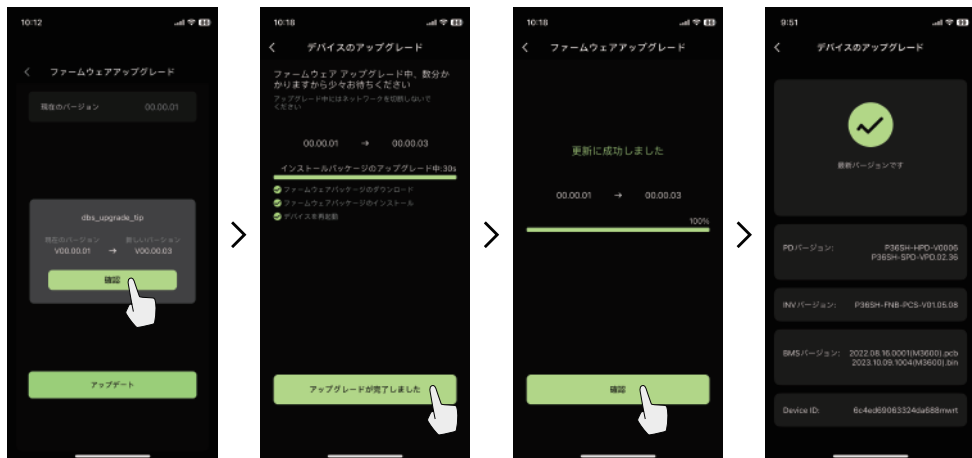 10:12
ファームウェアアップグレード
現在のバージョン 00.00.01
dbs_upgrade_tip
現在のバージョン 新しいバージョン
V00.00.01 → V00.00.03
確認
アップデート
10:18
デバイスのアップグレード
ファームウェア アップグレード中、数分か
かりますから少々お待ちください
アップグレード中にはネットワークを切断しないで
ください
00.00.01 → 00.00.03
インストールパッケージのアップグレード中:30s
ファームウェアパッケージのダウンロード
ファームウェアパッケージのインストール
デバイス本再起動
アップグレードが完了しました
10:18
ファームウェアアップグレード
更新に成功しました
00.00.01 → 00.00.03
100%
確認
9:51
デバイスのアップグレード
最新バージョンです
PDバージョン: P36SH-HPD-V0006
P36SH-SPD-VPD.02.36
INVバージョン: P36SH-FNB-PCS-V01.05.08
BMSバージョン: 2022.08.16.0001(M3600).pcb
2023.10.09.1004(M3600).bin
Device ID: 6c4ed69063324da688mwrt